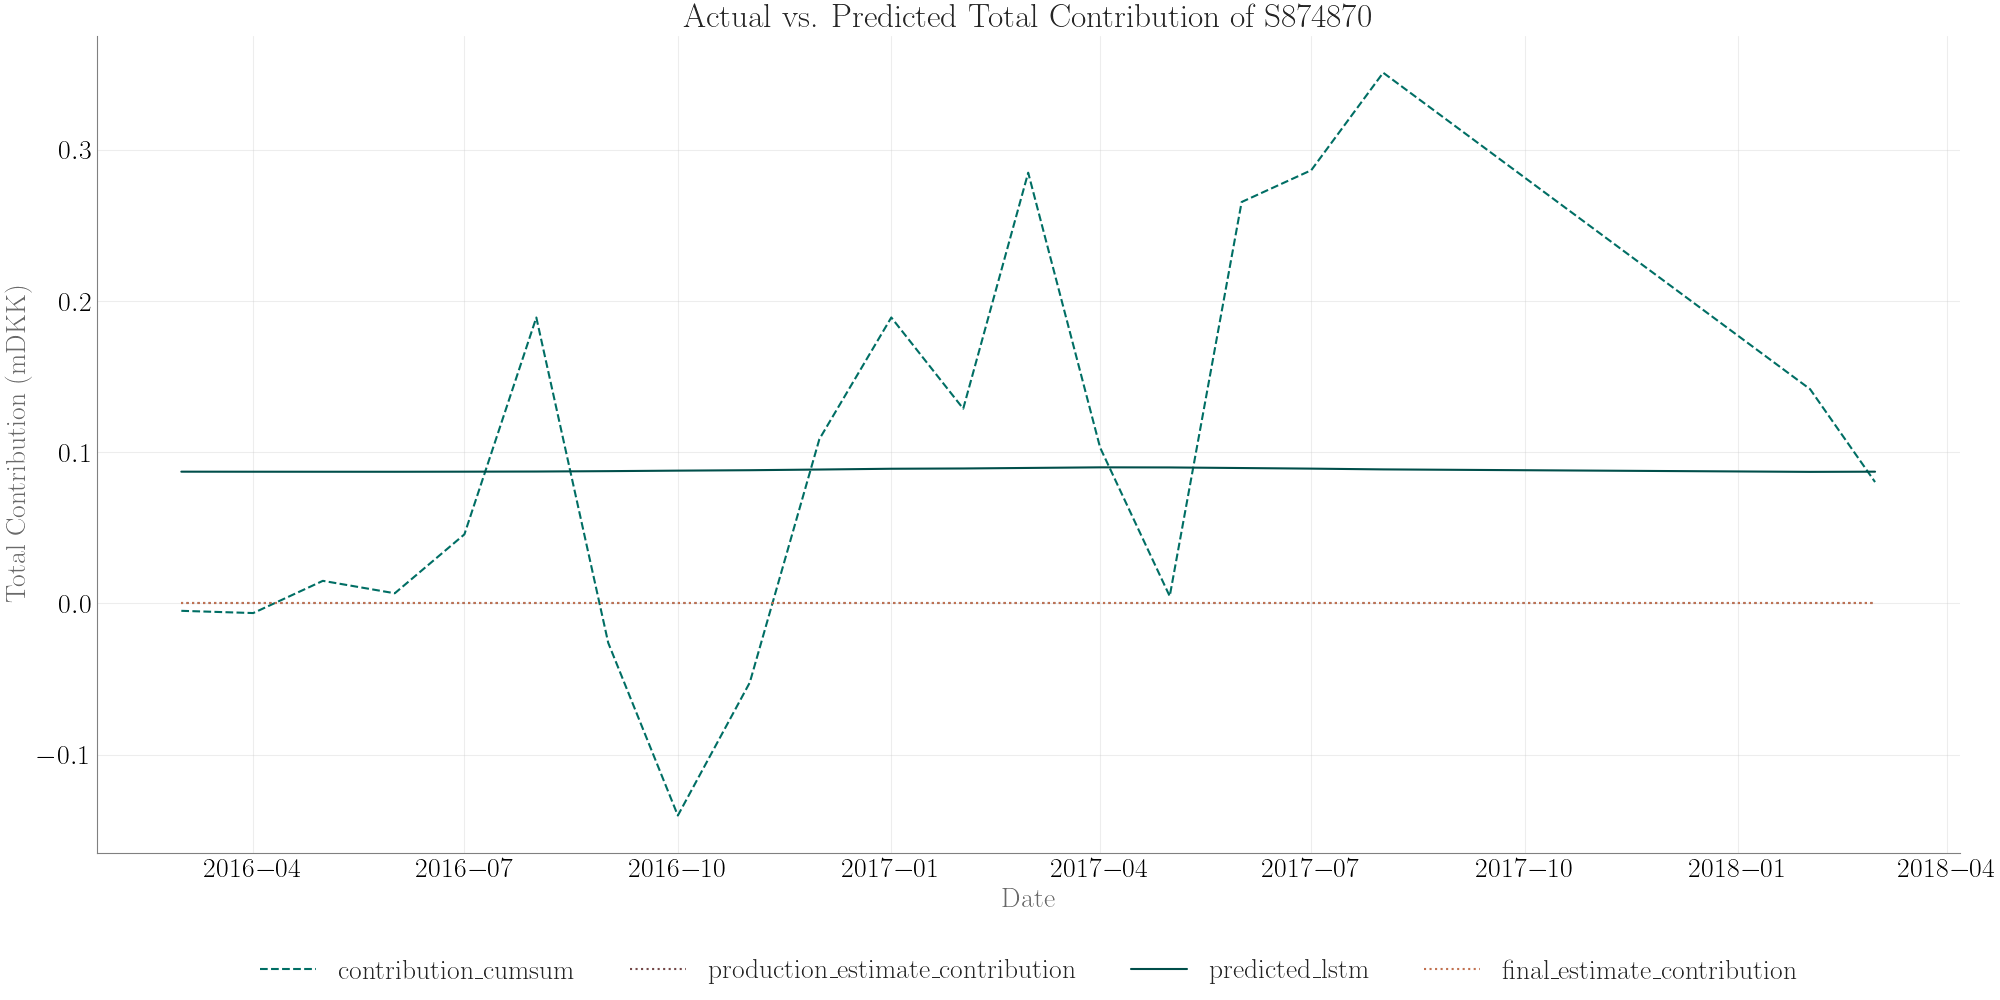 Actual vs. Predicted Total Contribution of S874870
Total Contribution (mDKK)
0.3
0.2
0.1
0.0
−0.1
2016−04 2016−07 2016−10 2017−01 2017−04 2017−07 2017−10 2018−01 2018−04
Date
contribution_cumsum production_estimate_contribution predicted_lstm final_estimate_contribution